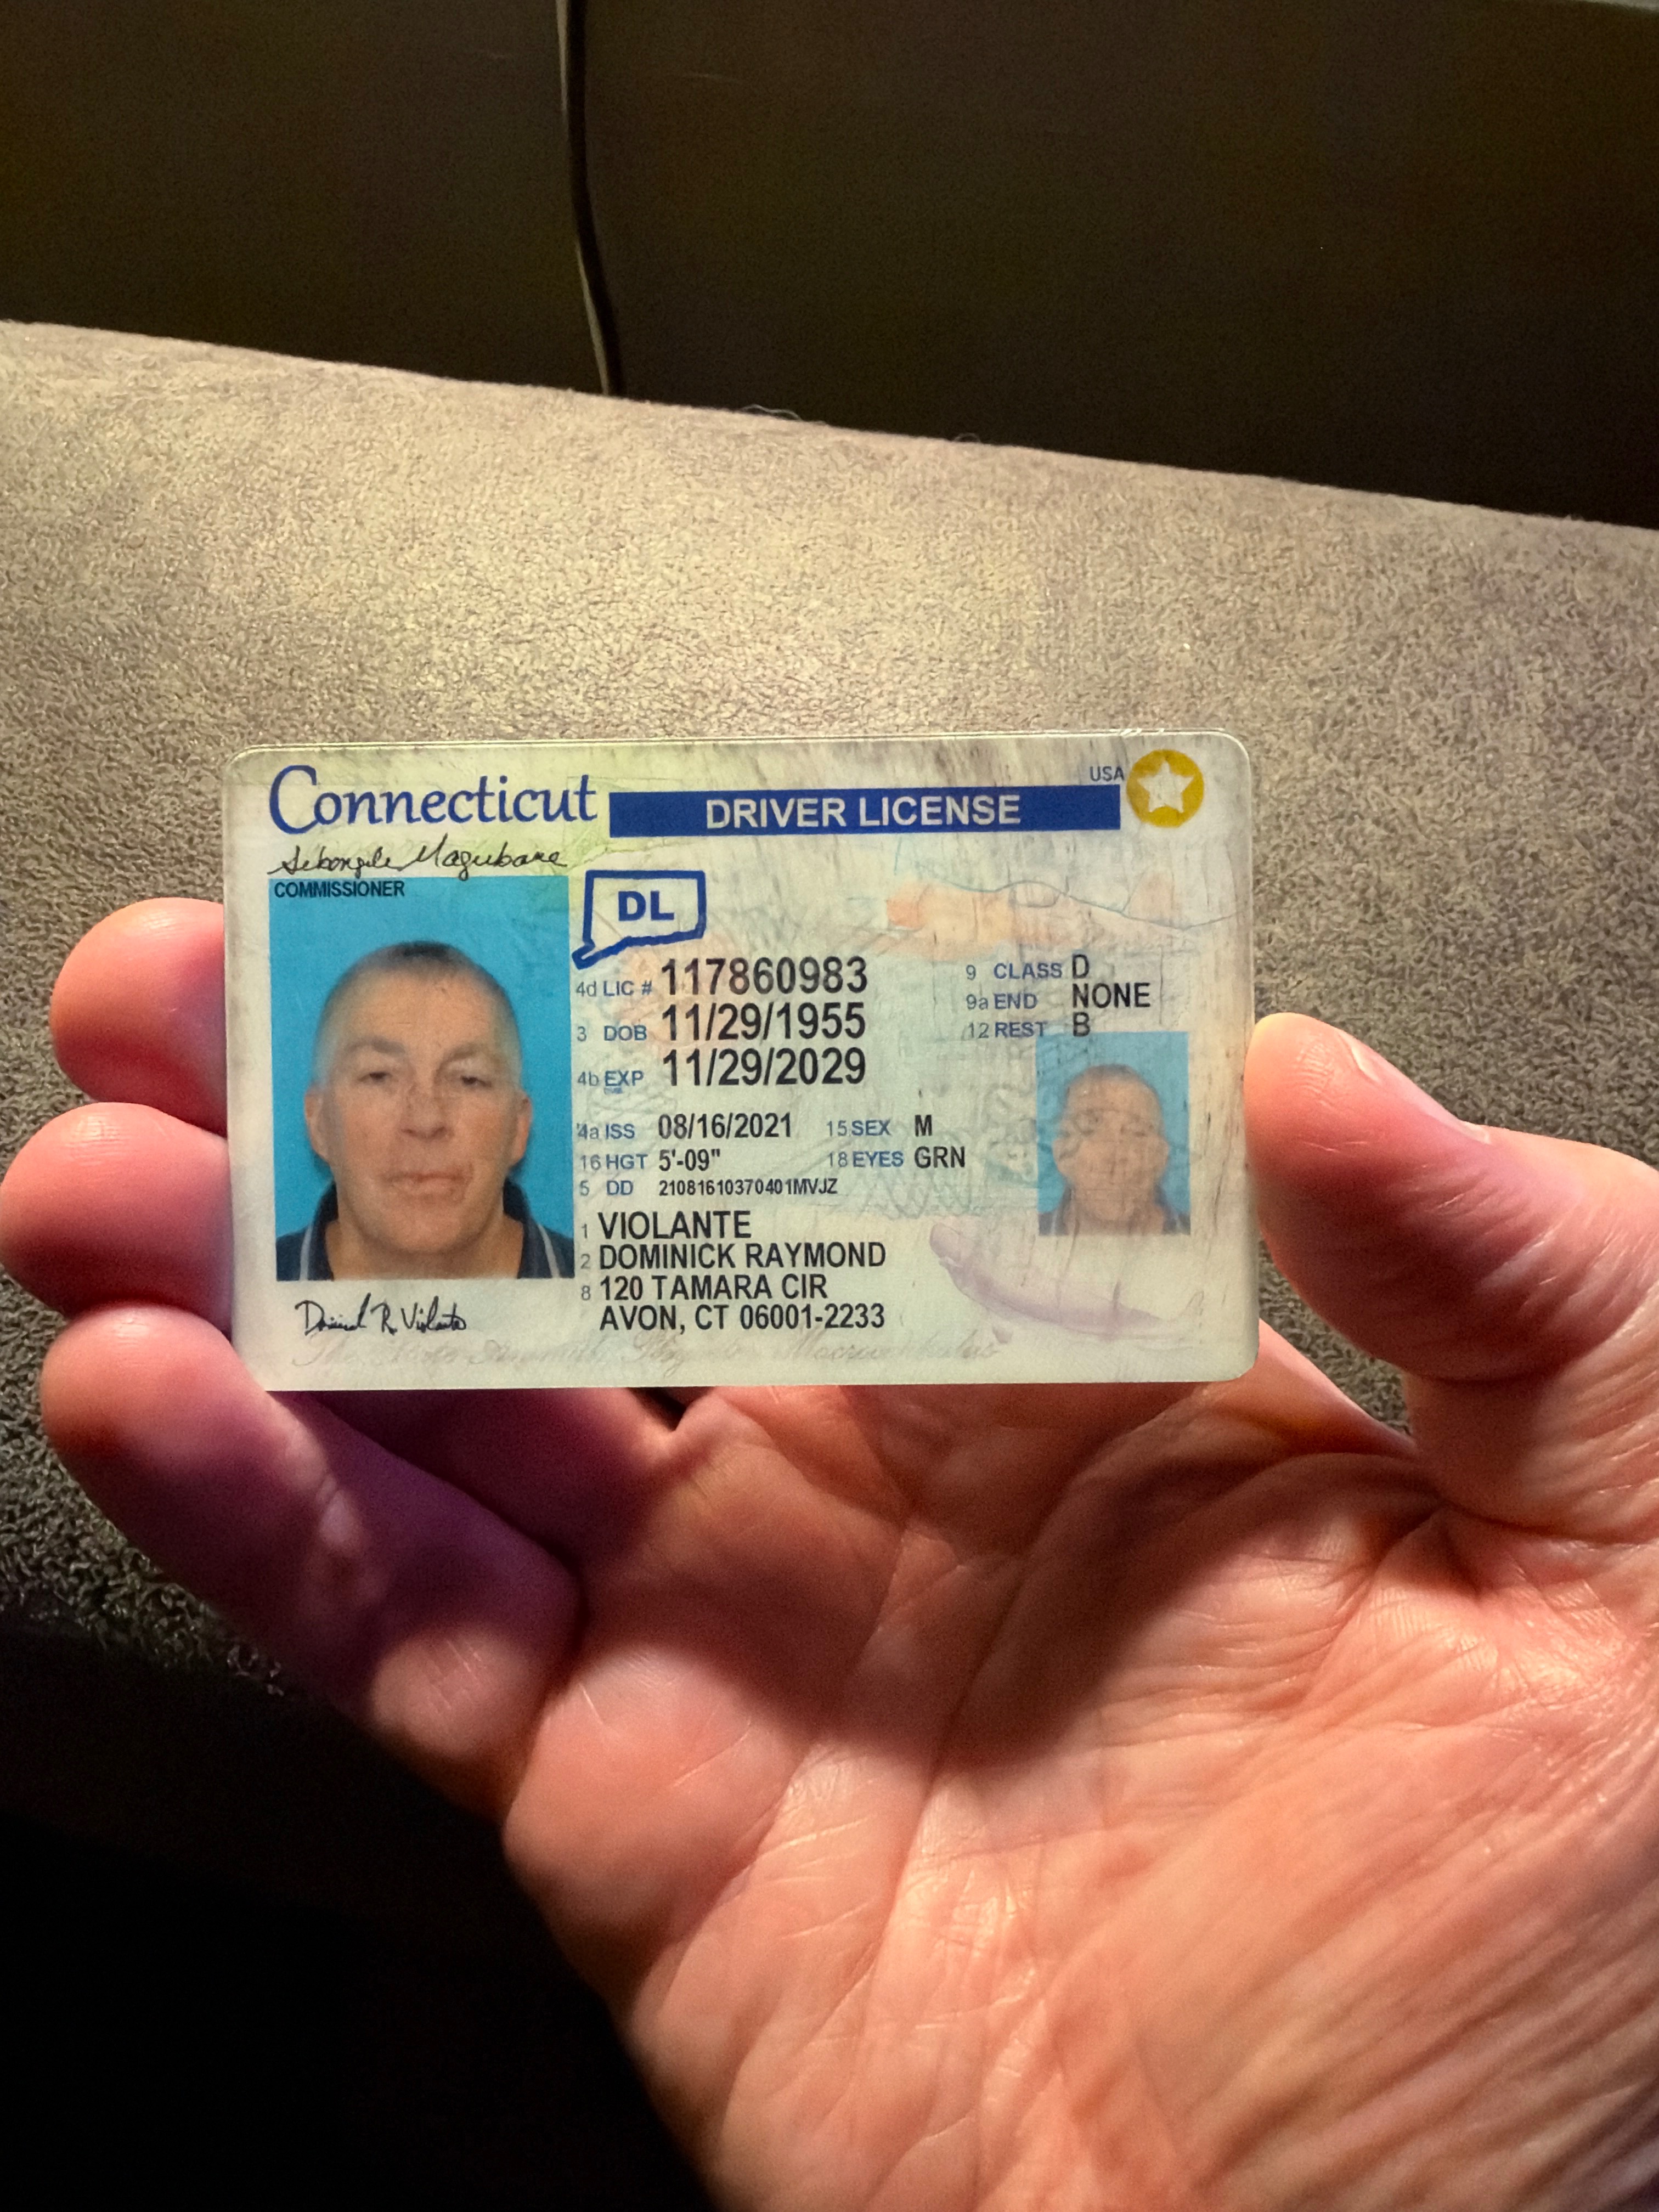 Connecticut DRIVER LICENSE USA
COMMISSIONER
DL
4d LIC # 117860983
9 CLASS D
3 DOB 11/29/1955
9a END NONE
4b EXP 11/29/2029
12 REST B
4a ISS 08/16/2021 15 SEX M
16 HGT 5'-09" 18 EYES GRN
5 DD 21081610370401MVJZ
1 VIOLANTE
2 DOMINICK RAYMOND
8 120 TAMARA CIR
AVON, CT 06001-2233
R. Violante